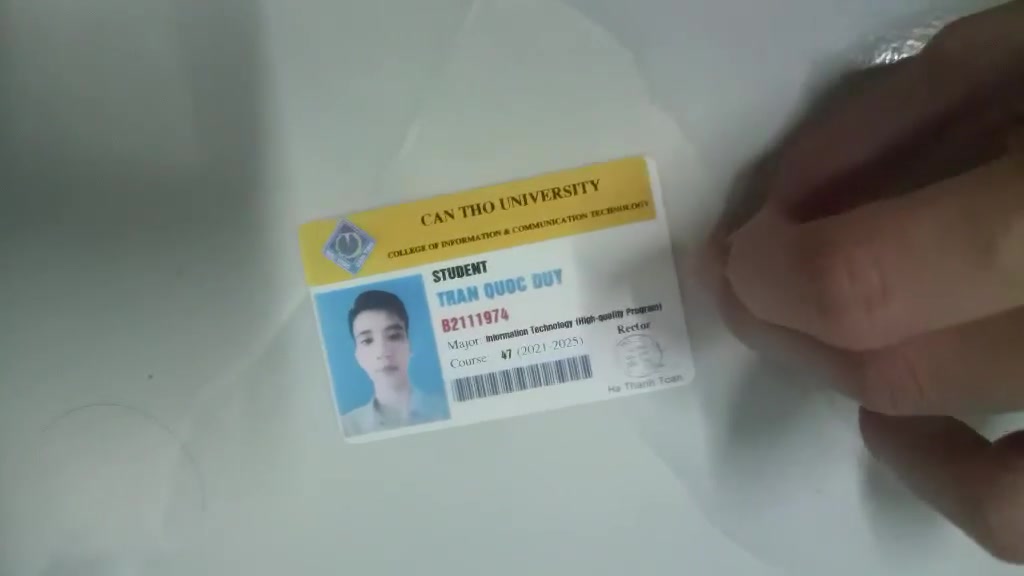 CAN THO UNIVERSITY
COLLEGE OF INFORMATION & COMMUNICATION TECHNOLOGY
STUDENT
TRAN QUOC DUY
B2111974
Major: Information Technology (High-quality Program)
Course: 47 (2021-2025)
Rector
Ha Thanh Toan